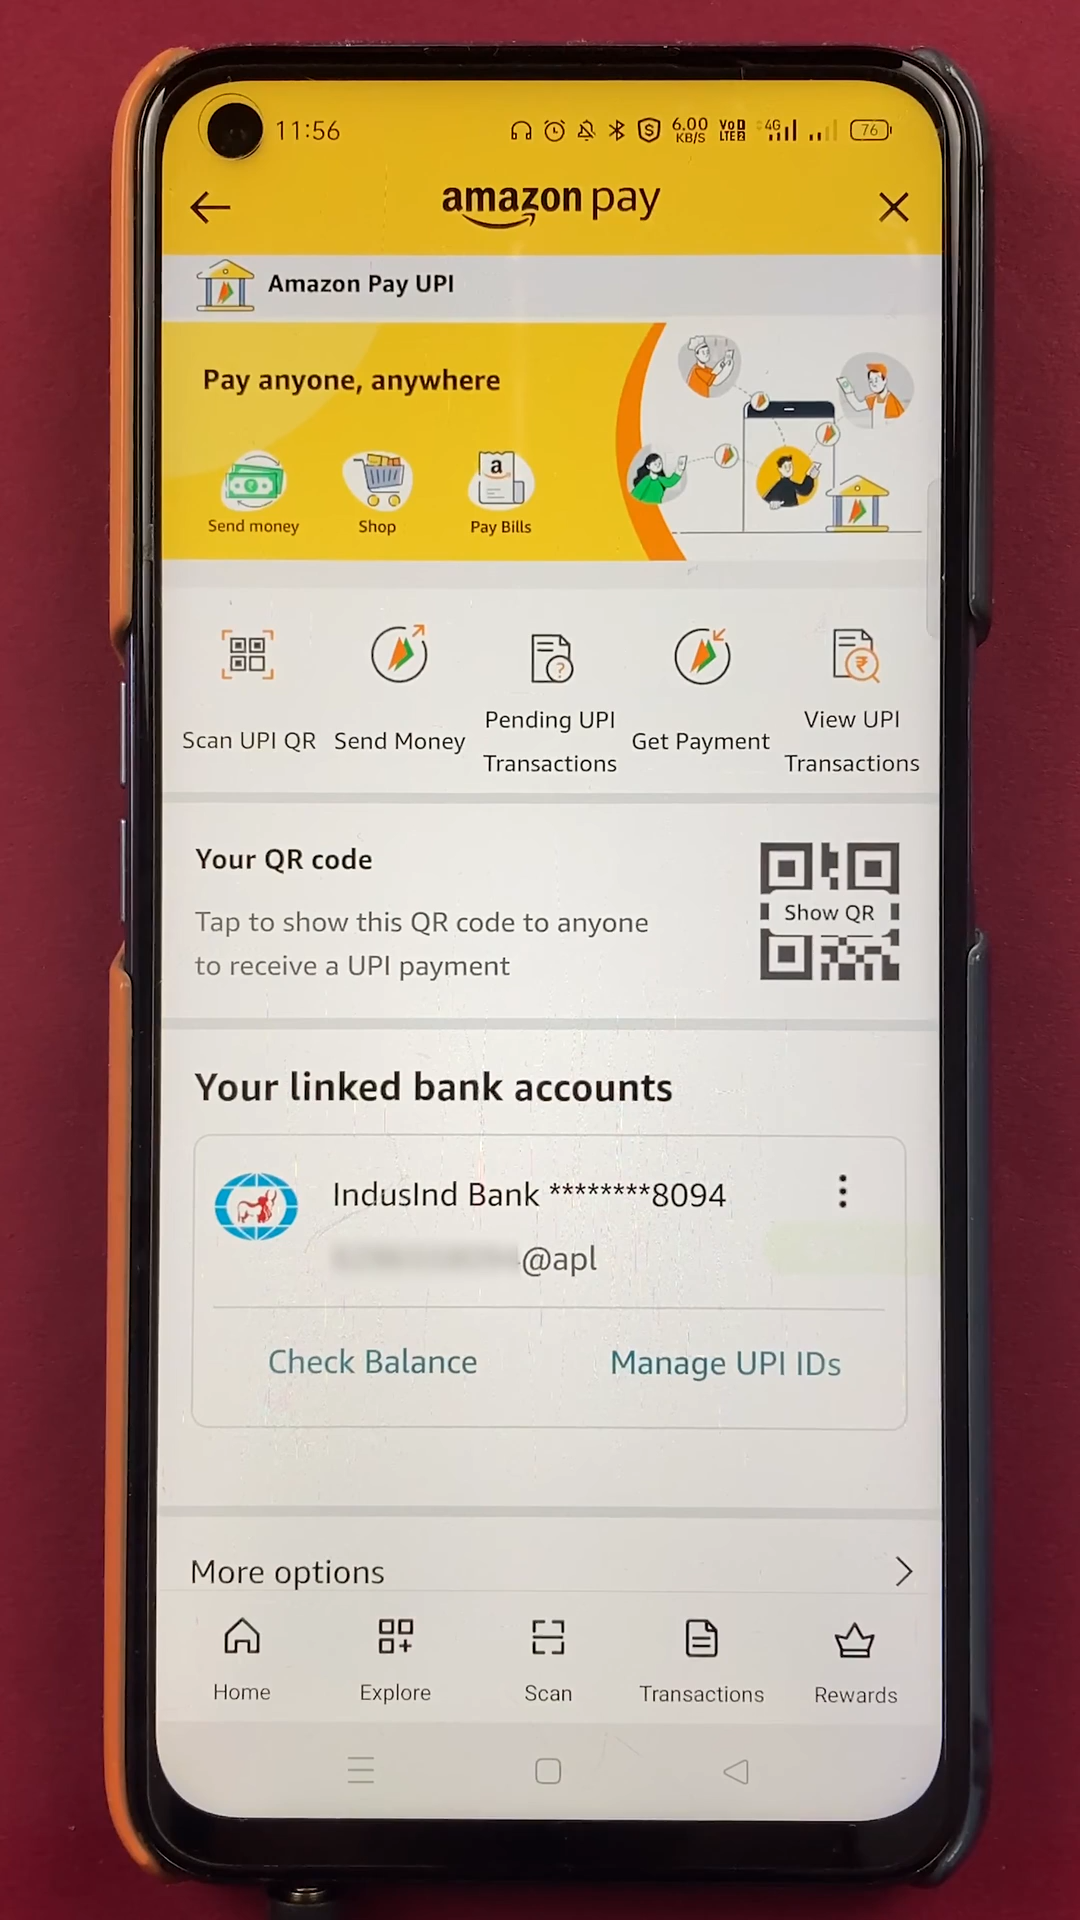 11:56
6.00
KB/S
VoD
LTE2
4G
76
amazon pay
Amazon Pay UPI
Pay anyone, anywhere
a
Send money
Shop
Pay Bills
Scan UPI QR
Send Money
Pending UPI
Transactions
Get Payment
View UPI
Transactions
Your QR code
Tap to show this QR code to anyone
to receive a UPI payment
Show QR
Your linked bank accounts
IndusInd Bank ********8094
@apl
Check Balance
Manage UPI IDs
More options
Home
Explore
Scan
Transactions
Rewards